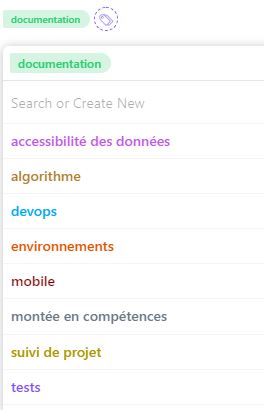 documentation
documentation
Search or Create New
accessibilité des données
algorithme
devops
environnements
mobile
montée en compétences
suivi de projet
tests